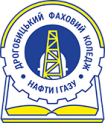 ДРОГОБИЦЬКИЙ ФАХОВИЙ КОЛЕДЖ
НАФТИ І ГАЗУ